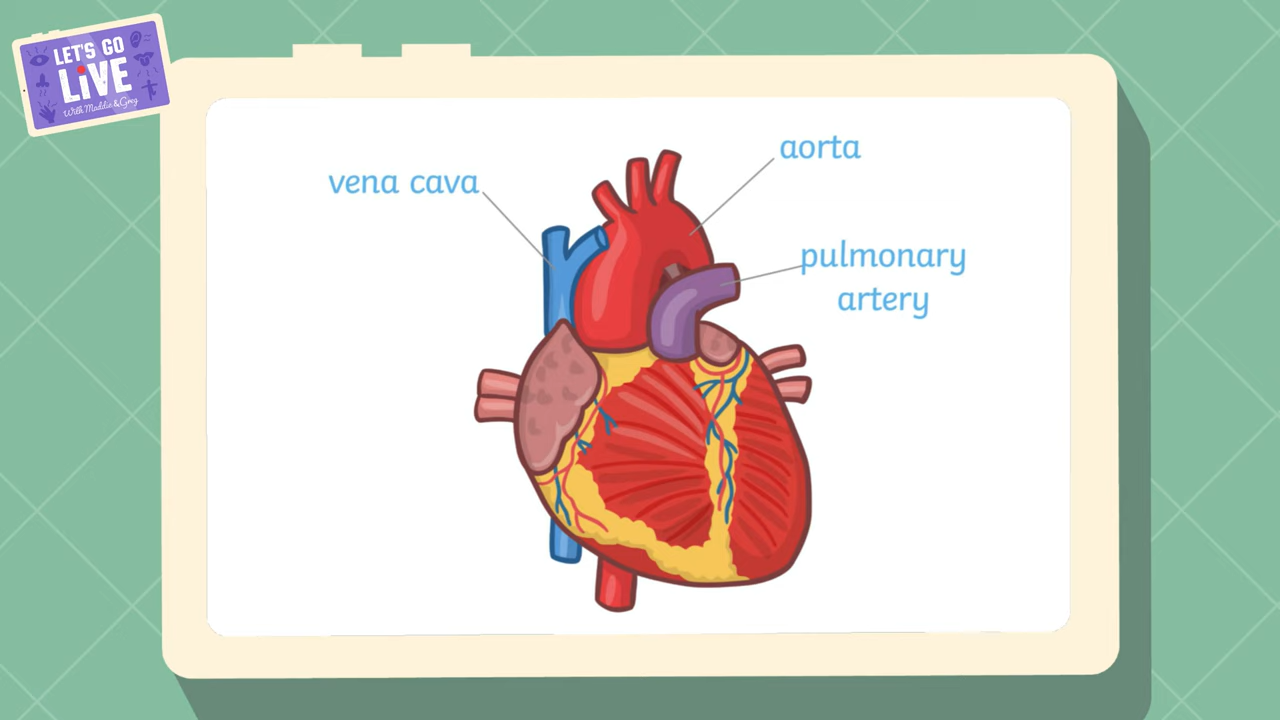 LET'S GO
LiVE
With Maddie & Greg
aorta
vena cava
pulmonary
artery